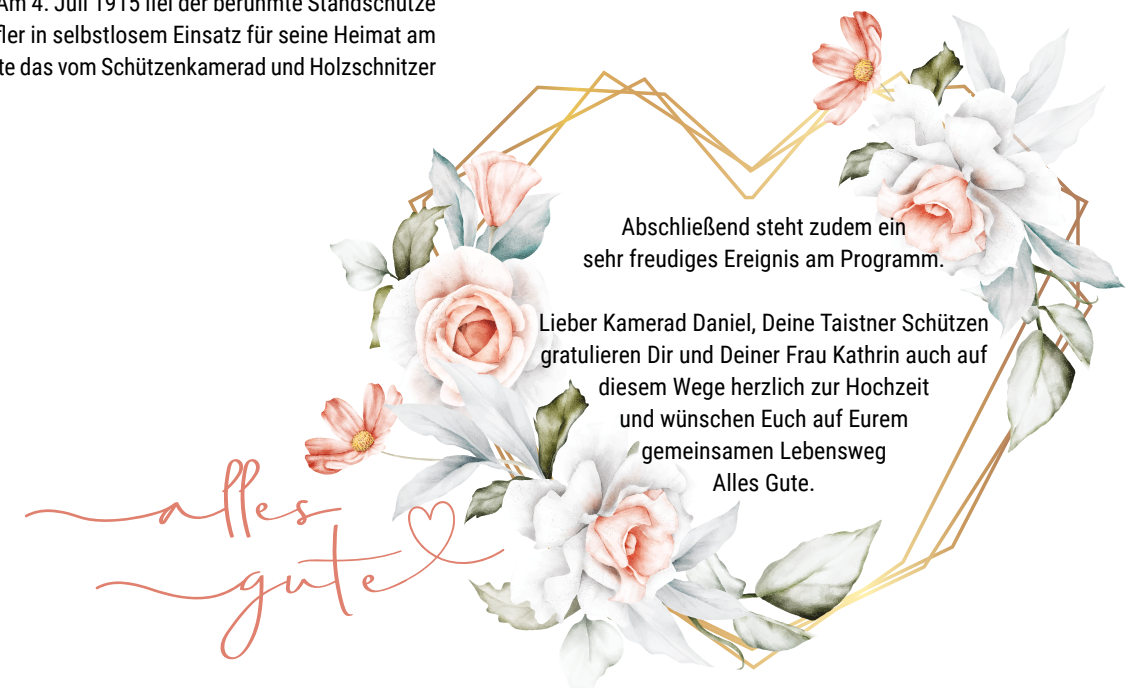 Am 4. Juli 1915 fiel der berühmte Standschütze
fler in selbstlosem Einsatz für seine Heimat am
te das vom Schützenkamerad und Holzschnitzer
Abschließend steht zudem ein
sehr freudiges Ereignis am Programm.
Lieber Kamerad Daniel, Deine Taistner Schützen
gratulieren Dir und Deiner Frau Kathrin auch auf
diesem Wege herzlich zur Hochzeit
und wünschen Euch auf Eurem
gemeinsamen Lebensweg
Alles Gute.
alles
gute